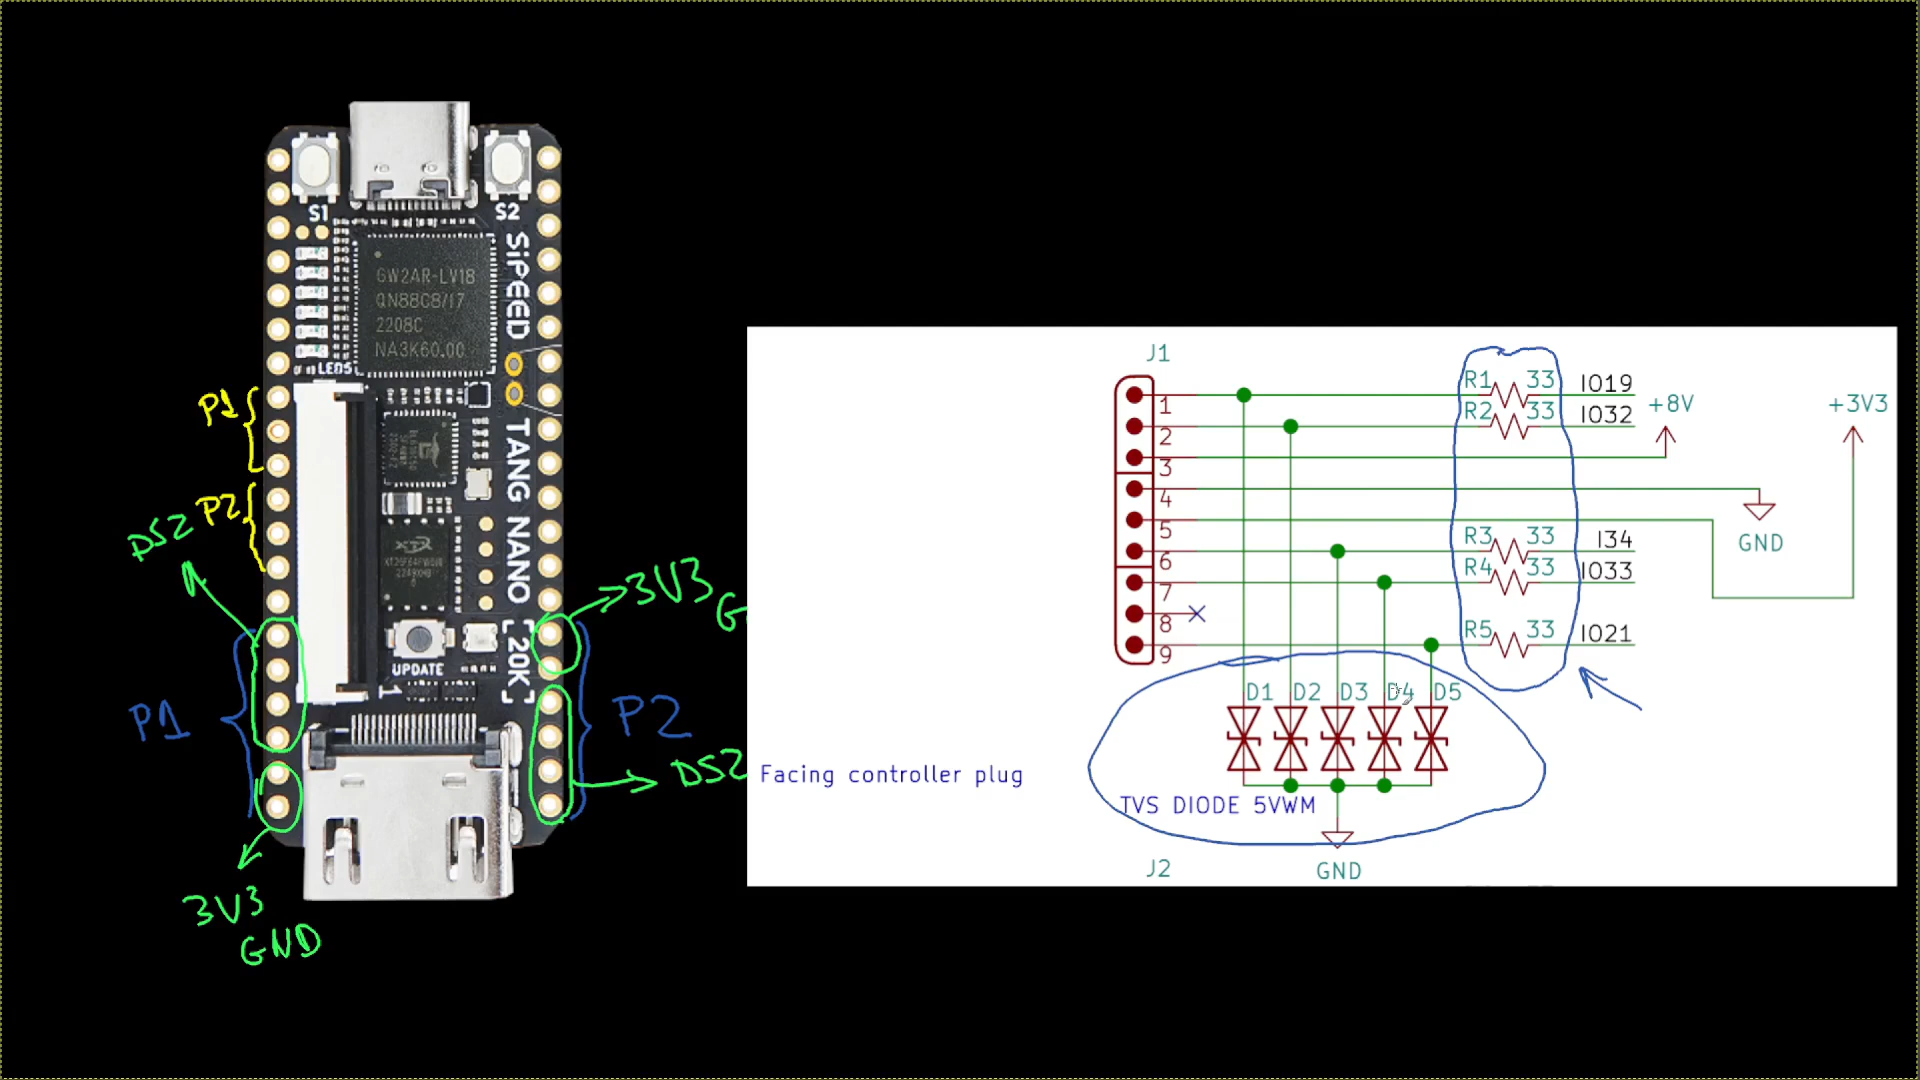 S1
S2
GW2AR-LV18
QN88C8/I7
2208C
NA3K60.00
SiPEED
TANG NANO
20K
LED5
UPDATE
1
P1
P2
DS2
P1
3V3
GND
3V3
G
P2
DS2
J1
1
2
3
4
5
6
7
8
9
R1 33 IO19
R2 33 IO32
+8V
+3V3
GND
R3 33 I34
R4 33 IO33
R5 33 IO21
D1 D2 D3 D4 D5
Facing controller plug
TVS DIODE 5VWM
GND
J2